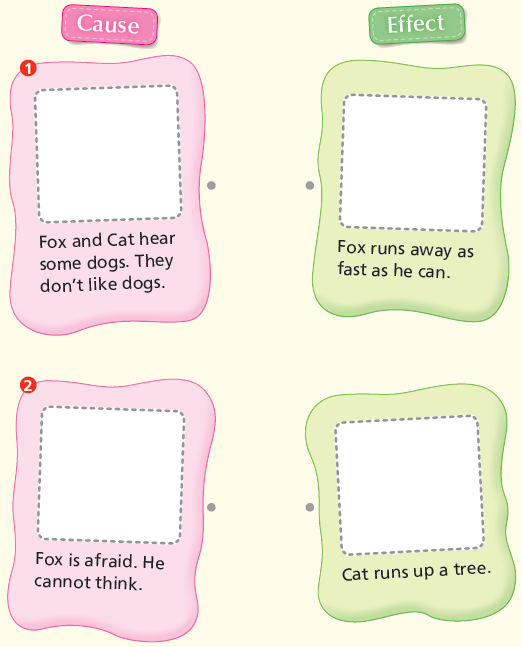 Cause
Effect
1
Fox and Cat hear
some dogs. They
don't like dogs.
Fox runs away as
fast as he can.
2
Fox is afraid. He
cannot think.
Cat runs up a tree.